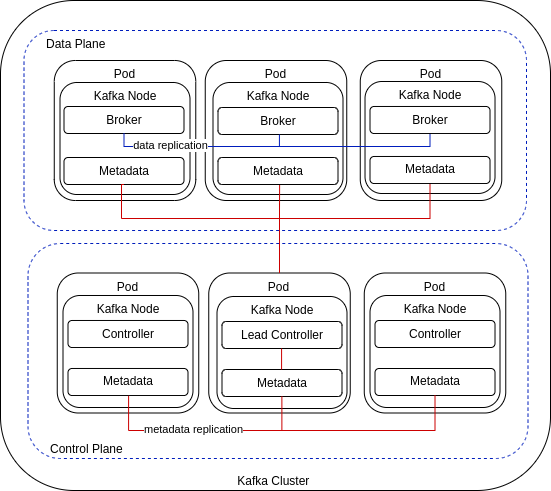 Data Plane
Pod
Kafka Node
Broker
Metadata
Pod
Kafka Node
Broker
Metadata
Pod
Kafka Node
Broker
Metadata
data replication
Pod
Kafka Node
Controller
Metadata
Pod
Kafka Node
Lead Controller
Metadata
Pod
Kafka Node
Controller
Metadata
metadata replication
Control Plane
Kafka Cluster